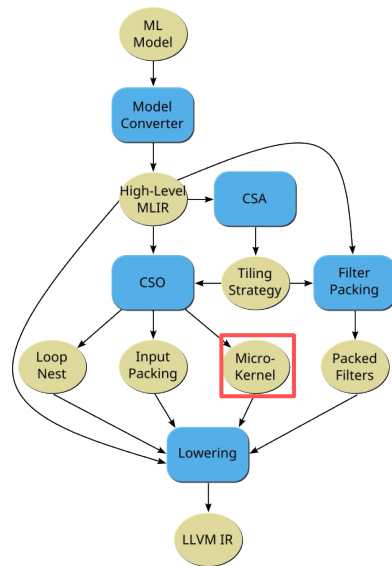 ML
Model
Model
Converter
High-Level
MLIR
CSA
CSO
Tiling
Strategy
Filter
Packing
Loop
Nest
Input
Packing
Micro-
Kernel
Packed
Filters
Lowering
LLVM IR